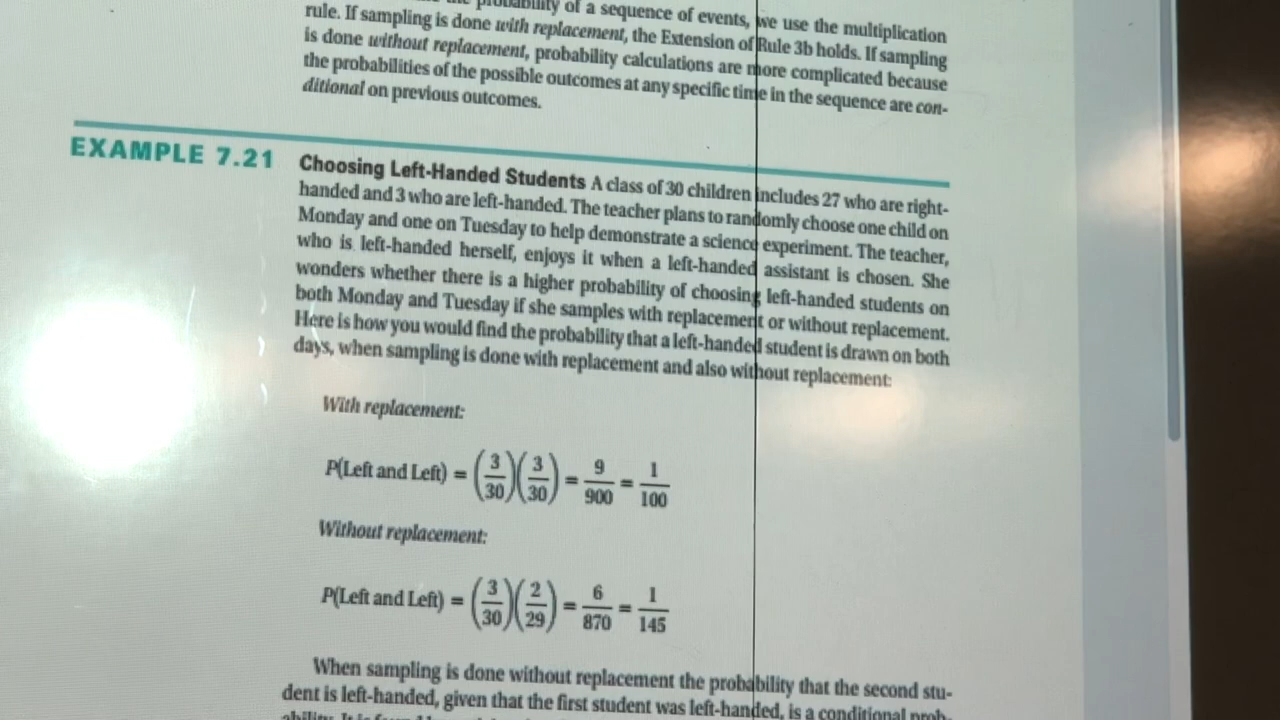 probability of a sequence of events, we use the multiplication
rule. If sampling is done with replacement, the Extension of Rule 3b holds. If sampling
is done without replacement, probability calculations are more complicated because
the probabilities of the possible outcomes at any specific time in the sequence are con-
ditional on previous outcomes.
EXAMPLE 7.21 Choosing Left-Handed Students A class of 30 children includes 27 who are right-
handed and 3 who are left-handed. The teacher plans to randomly choose one child on
Monday and one on Tuesday to help demonstrate a science experiment. The teacher,
who is left-handed herself, enjoys it when a left-handed assistant is chosen. She
wonders whether there is a higher probability of choosing left-handed students on
both Monday and Tuesday if she samples with replacement or without replacement.
Here is how you would find the probability that a left-handed student is drawn on both
days, when sampling is done with replacement and also without replacement:
With replacement:
P(Left and Left) = (3/30)(3/30) = 9/900 = 1/100
Without replacement:
P(Left and Left) = (3/30)(2/29) = 6/870 = 1/145
When sampling is done without replacement the probability that the second stu-
dent is left-handed, given that the first student was left-handed, is a conditional prob-